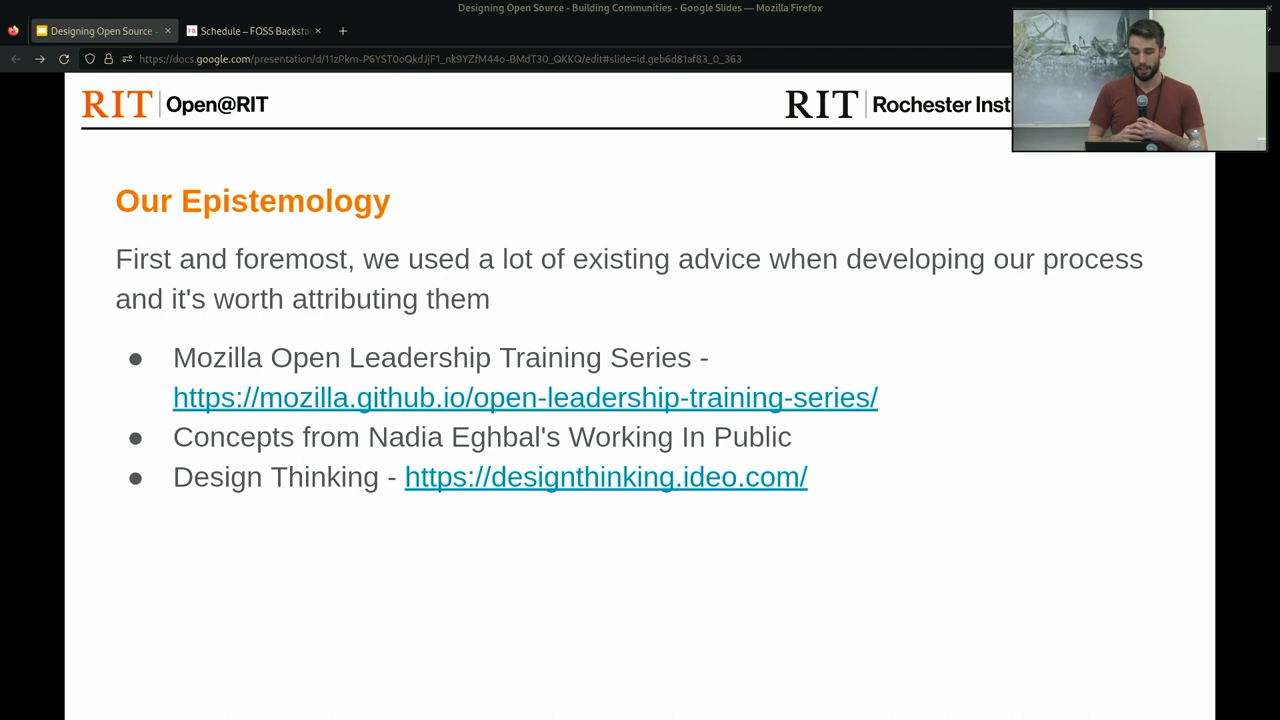 Designing Open Source - Building Communities - Google Slides — Mozilla Firefox
Designing Open Source -
Schedule – FOSS Backsta
https://docs.google.com/presentation/d/11zPkm-P6YST0oQkdJjF1_nk9YZfM44o-BMdT30_QKKQ/edit#slide=id.geb6d81af83_0_363
RIT Open@RIT
RIT Rochester Inst
Our Epistemology
First and foremost, we used a lot of existing advice when developing our process
and it's worth attributing them
● Mozilla Open Leadership Training Series -
https://mozilla.github.io/open-leadership-training-series/
● Concepts from Nadia Eghbal's Working In Public
● Design Thinking - https://designthinking.ideo.com/